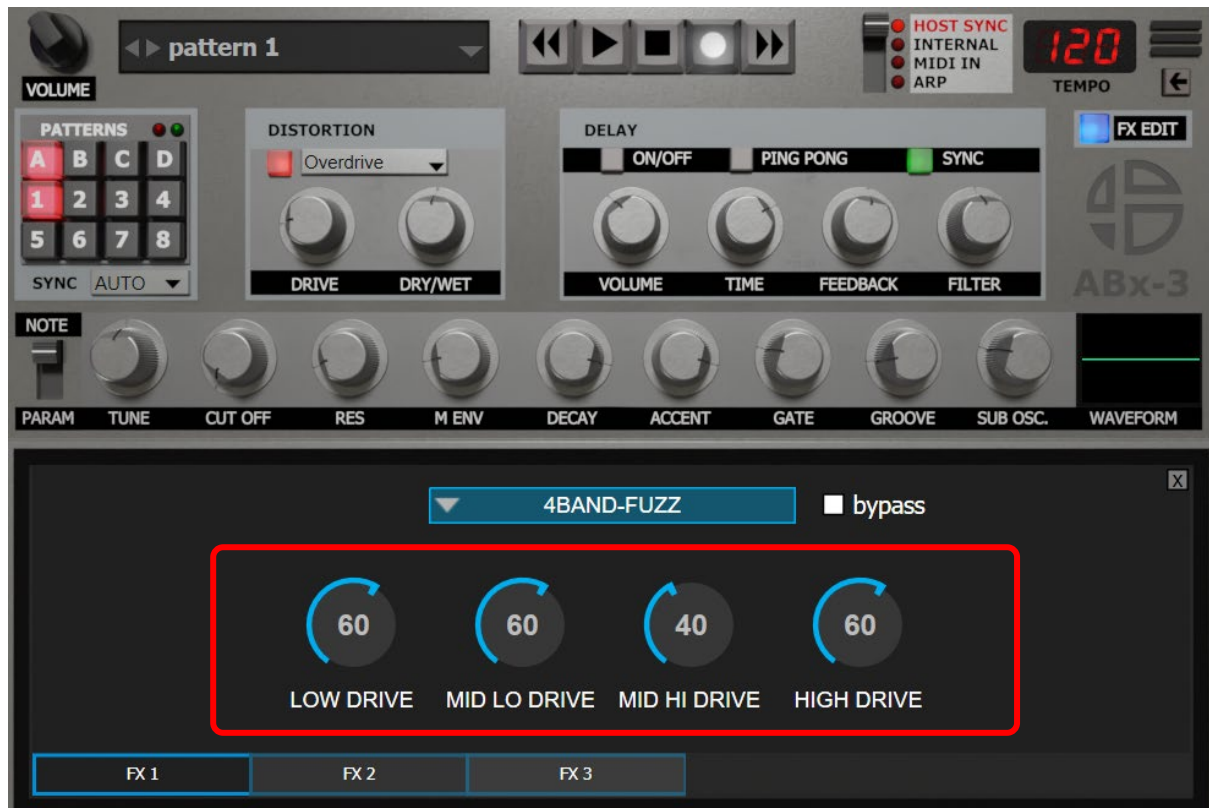 pattern 1
HOST SYNC
INTERNAL
MIDI IN
ARP
120
VOLUME
TEMPO
PATTERNS
A B C D
1 2 3 4
5 6 7 8
SYNC AUTO
DISTORTION
Overdrive
DRIVE DRY/WET
DELAY
ON/OFF PING PONG SYNC
VOLUME TIME FEEDBACK FILTER
FX EDIT
ABx-3
NOTE
PARAM TUNE CUT OFF RES M ENV DECAY ACCENT GATE GROOVE SUB OSC. WAVEFORM
X
4BAND-FUZZ bypass
60 60 40 60
LOW DRIVE MID LO DRIVE MID HI DRIVE HIGH DRIVE
FX 1 FX 2 FX 3